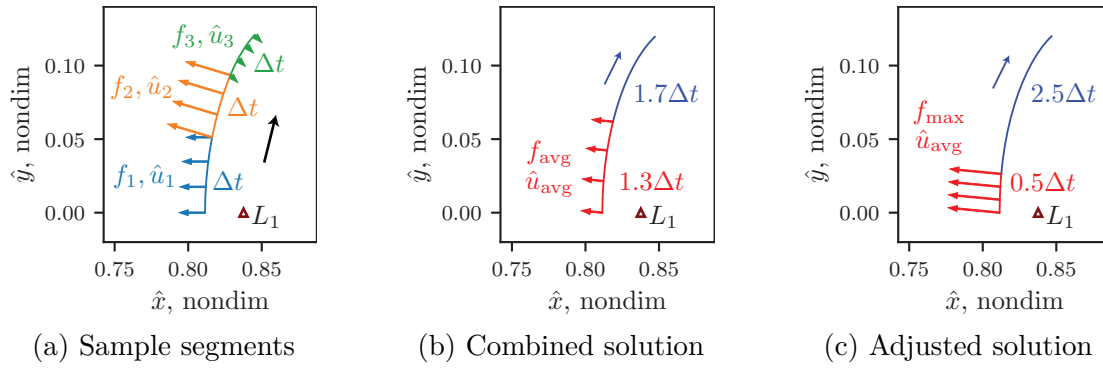 0.10
0.05
0.00
ŷ, nondim
f₃, û₃
Δt
f₂, û₂
Δt
f₁, û₁
Δt
L₁
0.75 0.80 0.85
x̂, nondim
(a) Sample segments
0.10
0.05
0.00
ŷ, nondim
1.7Δt
f_avg
û_avg
1.3Δt
L₁
0.75 0.80 0.85
x̂, nondim
(b) Combined solution
0.10
0.05
0.00
ŷ, nondim
2.5Δt
f_max
û_avg
0.5Δt
L₁
0.75 0.80 0.85
x̂, nondim
(c) Adjusted solution